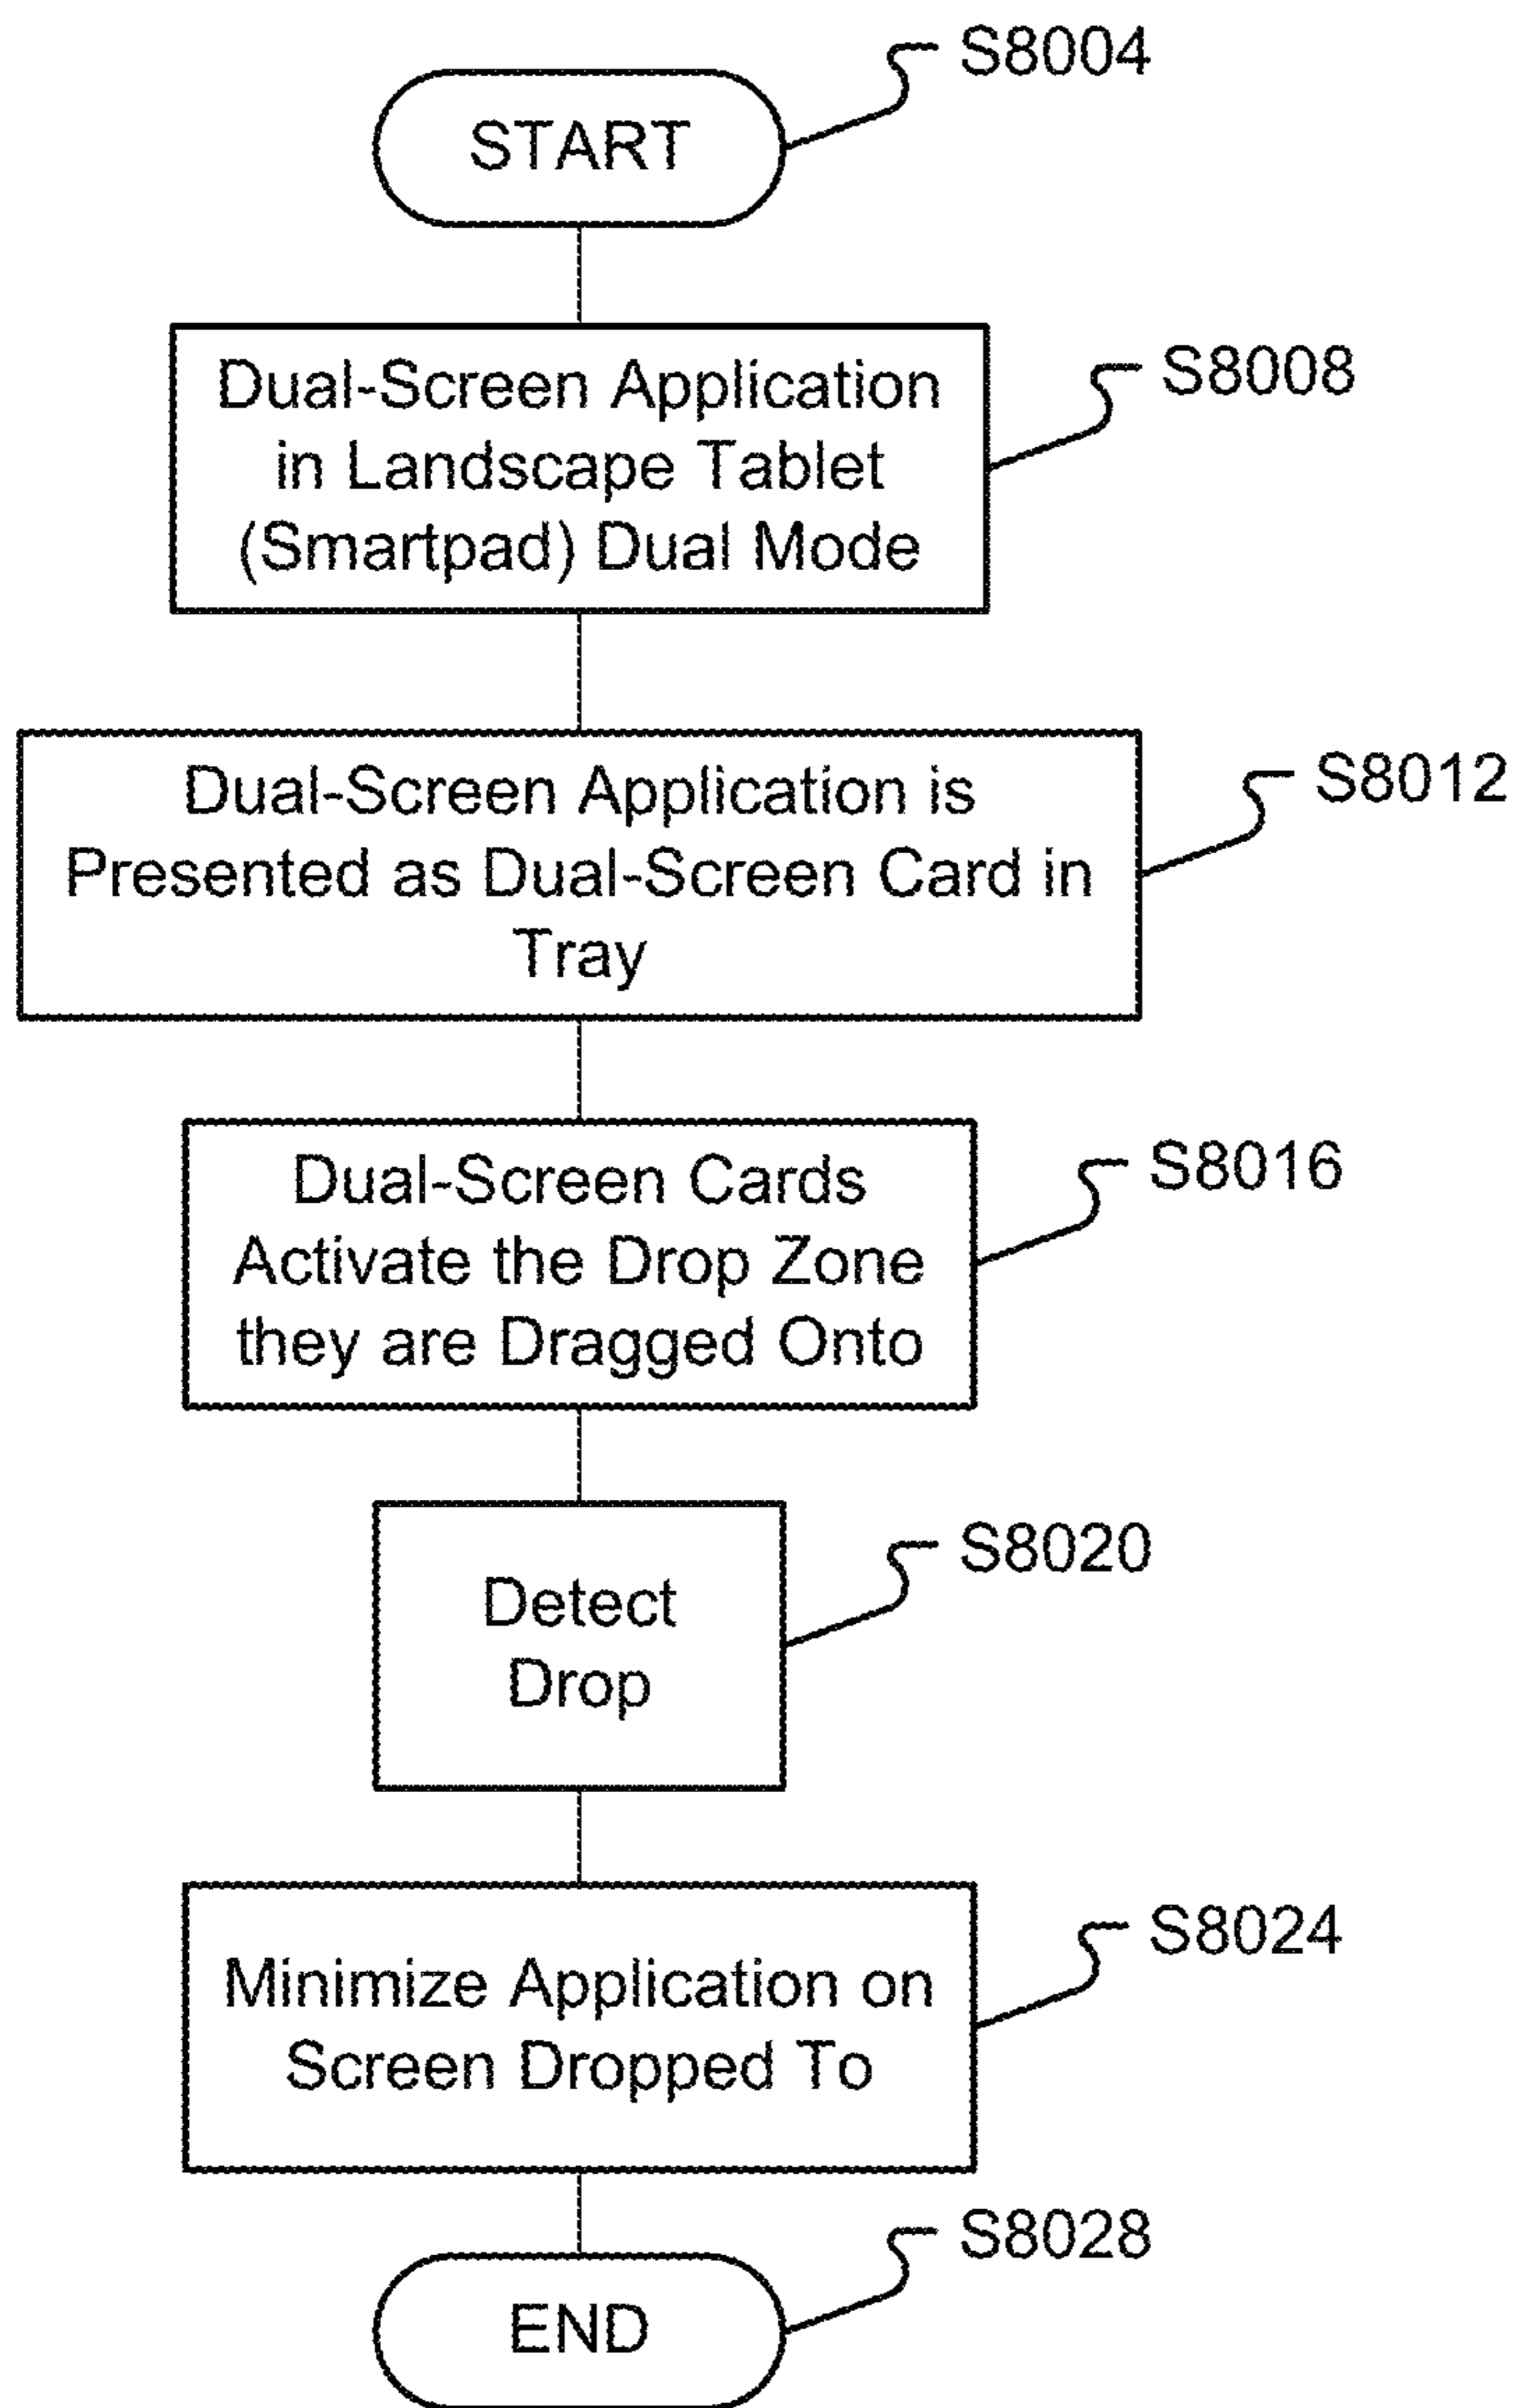 S8004
START
S8008
Dual-Screen Application
in Landscape Tablet
(Smartpad) Dual Mode
S8012
Dual-Screen Application is
Presented as Dual-Screen Card in
Tray
S8016
Dual-Screen Cards
Activate the Drop Zone
they are Dragged Onto
S8020
Detect
Drop
S8024
Minimize Application on
Screen Dropped To
S8028
END